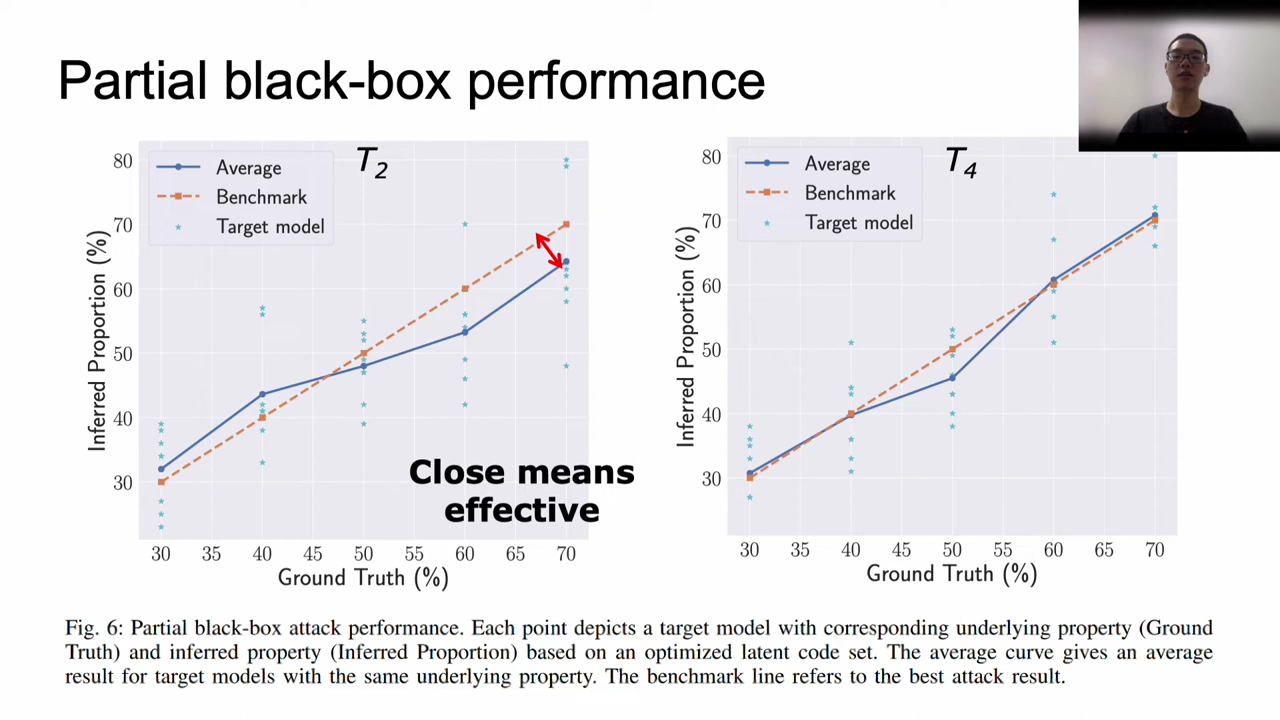 Partial black-box performance
T2
Average
Benchmark
Target model
80
70
60
50
40
30
Inferred Proportion (%)
30 35 40 45 50 55 60 65 70
Ground Truth (%)
Close means
effective
T4
Average
Benchmark
Target model
80
70
60
50
40
30
Inferred Proportion (%)
30 35 40 45 50 55 60 65 70
Ground Truth (%)
Fig. 6: Partial black-box attack performance. Each point depicts a target model with corresponding underlying property (Ground
Truth) and inferred property (Inferred Proportion) based on an optimized latent code set. The average curve gives an average
result for target models with the same underlying property. The benchmark line refers to the best attack result.